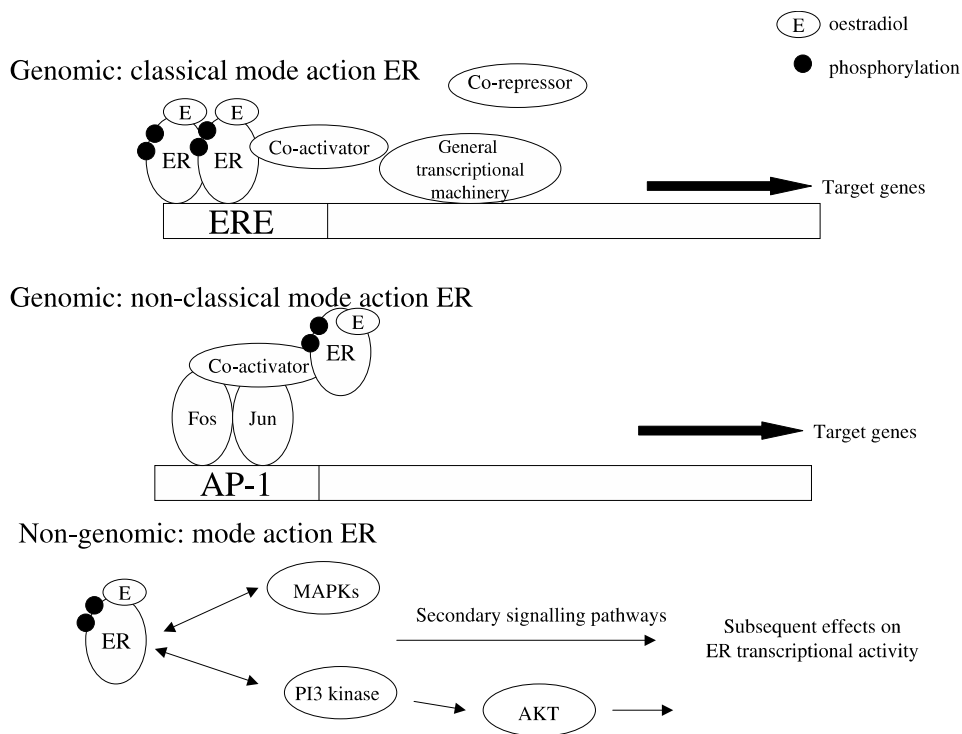 E oestradiol
phosphorylation
Genomic: classical mode action ER
Co-repressor
E E
ER ER
Co-activator
General
transcriptional
machinery
Target genes
ERE
Genomic: non-classical mode action ER
E
ER
Co-activator
Fos Jun
Target genes
AP-1
Non-genomic: mode action ER
E
ER
MAPKs
Secondary signalling pathways
Subsequent effects on
ER transcriptional activity
PI3 kinase
AKT